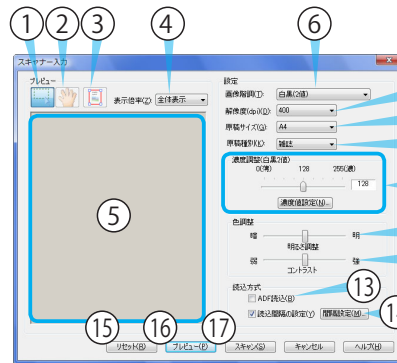 1 2 3 4 6
スキャナー入力
プレビュー
表示倍率(Z): 全体表示
設定
画像階調(T): 白黒(2値)
解像度(dpi)(D): 400
原稿サイズ(G): A4
原稿種別(K): 雑誌
濃度調整(白黒2値)
0(薄) 128 255(濃)
128
濃度値設定(N)...
5
色調整
暗 明
明るさ調整
弱 強
コントラスト
読込方式
ADF読込(B)
13
読込間隔の設定(Y) 間隔設定(M)...
15 16 17
リセット(R) プレビュー(P) スキャン(S) キャンセル ヘルプ(H)